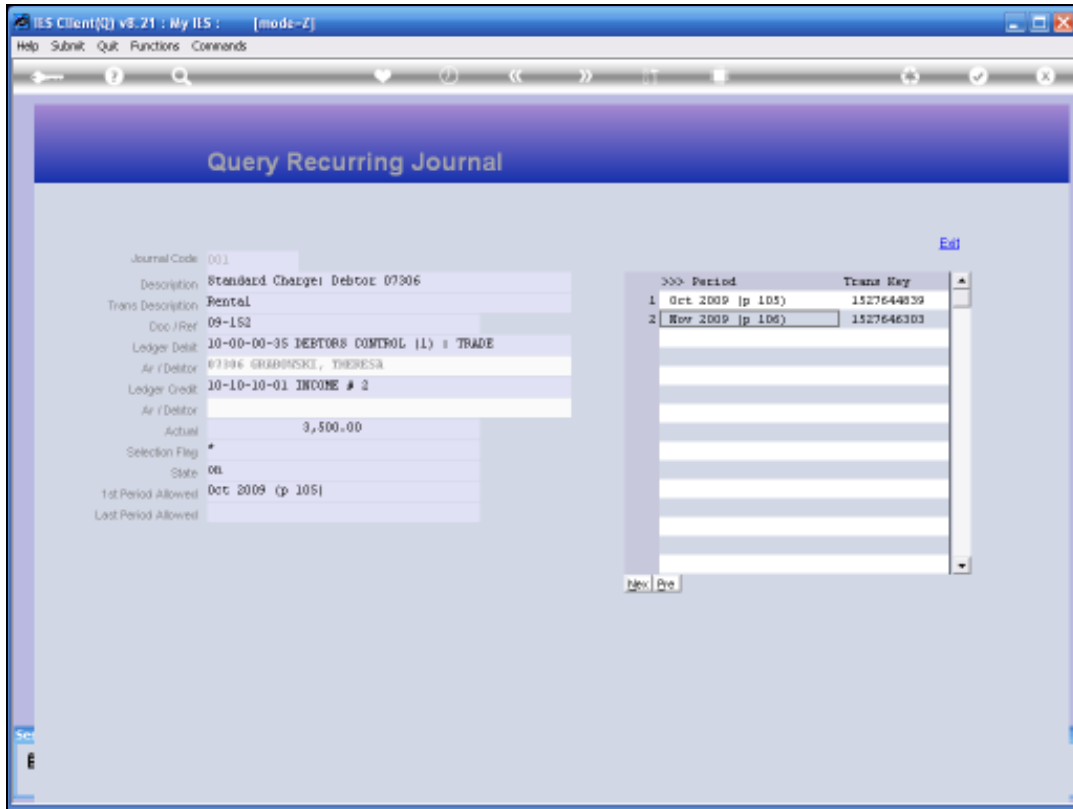 IES Client(Q) v8.21 : My IES : [mode-Z]
Help Submit Quit Functions Commands
Query Recurring Journal
Exit
Journal Code 001
Description Standard Charge: Debtor 07306
Trans Description Rental
Doc / Ref 09-152
Ledger Debit 10-00-00-35 DEBTORS CONTROL (1) : TRADE
Ar / Debtor 07306 GRABOWSKI, THERESA
Ledger Credit 10-10-10-01 INCOME # 2
Ar / Debtor
Actual 3,500.00
Selection Flag *
State on
1st Period Allowed Oct 2009 (p 105)
Last Period Allowed
>>> Period Trans Key
1 Oct 2009 (p 105) 1527644839
2 Nov 2009 (p 106) 1527646303
Nex Pre